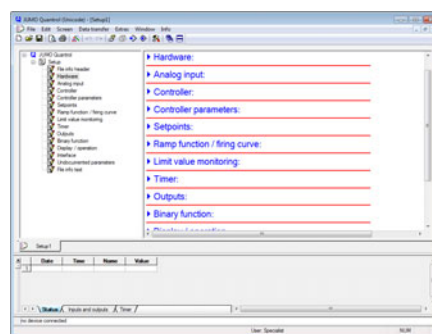 JUMO Quantrol (Unicode) - [Setup1]
File Edit Screen Data transfer Extras Window Info
JUMO Quantrol
Setup
File info header
Hardware
Analog input
Controller
Controller parameters
Setpoints
Ramp function / firing curve
Limit value monitoring
Timer
Outputs
Binary function
Display / operation
Interface
Undocumented parameters
File info text
Hardware:
Analog input:
Controller:
Controller parameters:
Setpoints:
Ramp function / firing curve:
Limit value monitoring:
Timer:
Outputs:
Binary function:
Display / operation
Setup1
Date Time Name Value
1
Status Inputs and outputs Timer
no device connected
User: Specialist NUM